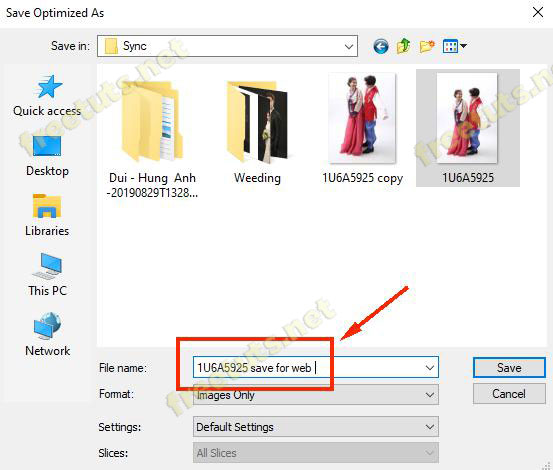 Save Optimized As
Save in: Sync
Quick access
Desktop
Libraries
This PC
Network
Dui - Hung Anh
-20190829T1328...
Weeding
1U6A5925 copy
1U6A5925
File name: 1U6A5925 save for web
Save
Format: Images Only
Cancel
Settings: Default Settings
Slices: All Slices
freetuts.net
freetuts.net
freetuts.net
freetuts.net